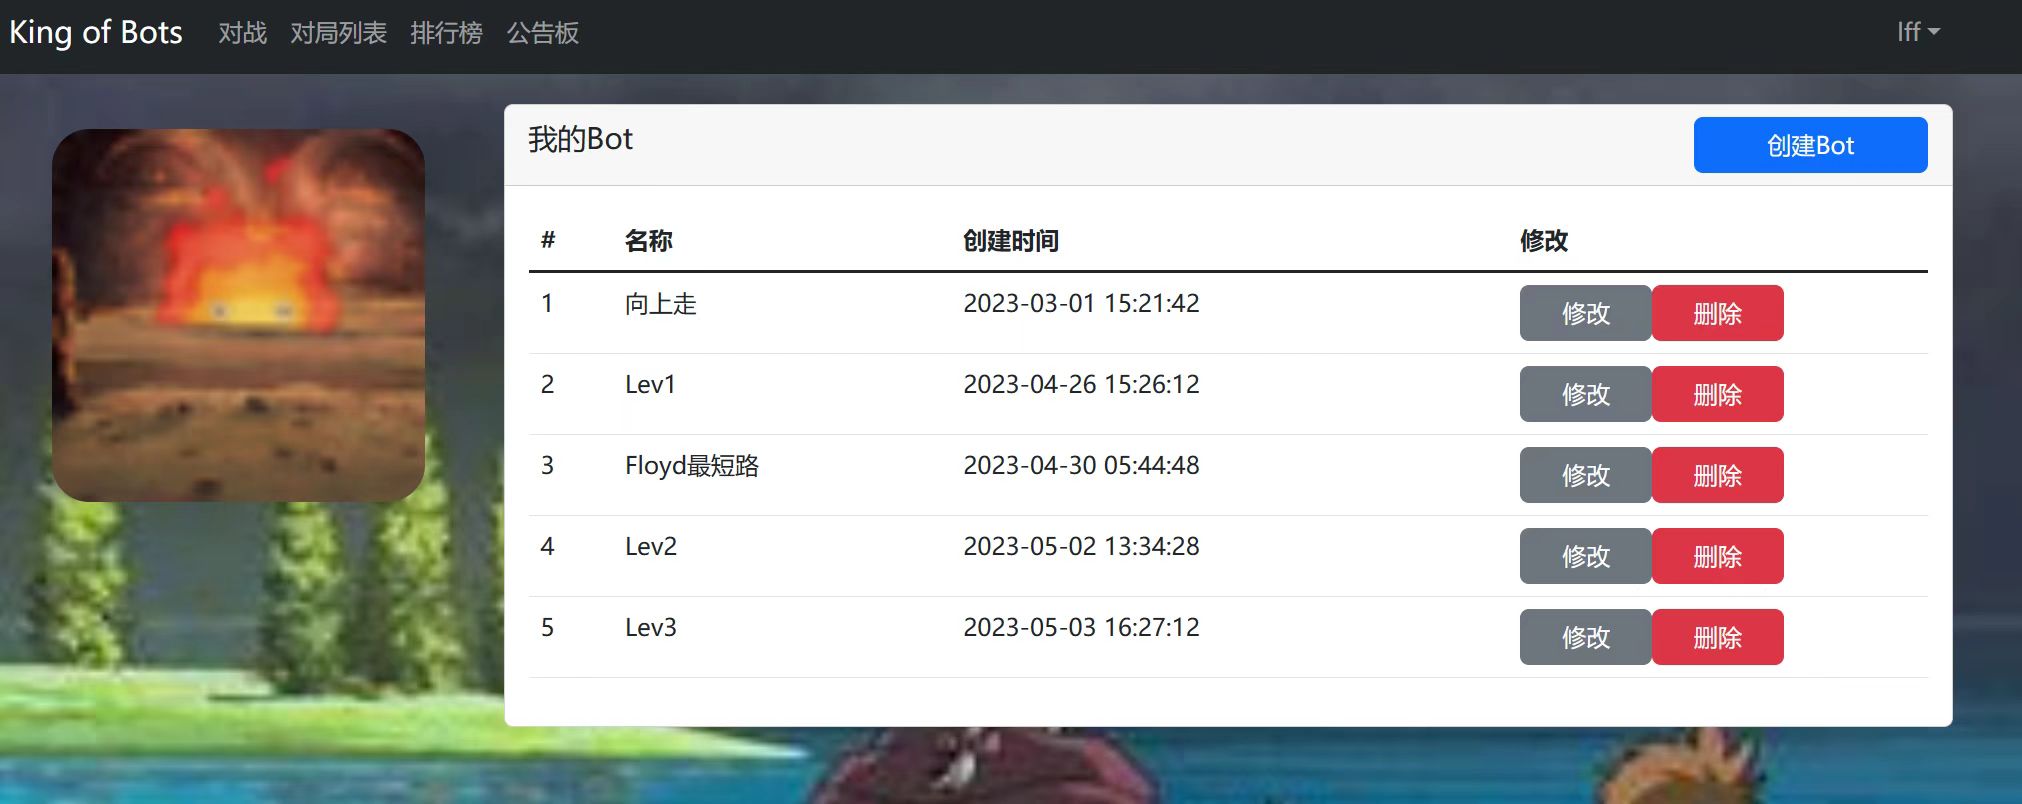 King of Bots 对战 对局列表 排行榜 公告板 lff
我的Bot 创建Bot
# 名称 创建时间 修改
1 向上走 2023-03-01 15:21:42 修改 删除
2 Lev1 2023-04-26 15:26:12 修改 删除
3 Floyd最短路 2023-04-30 05:44:48 修改 删除
4 Lev2 2023-05-02 13:34:28 修改 删除
5 Lev3 2023-05-03 16:27:12 修改 删除